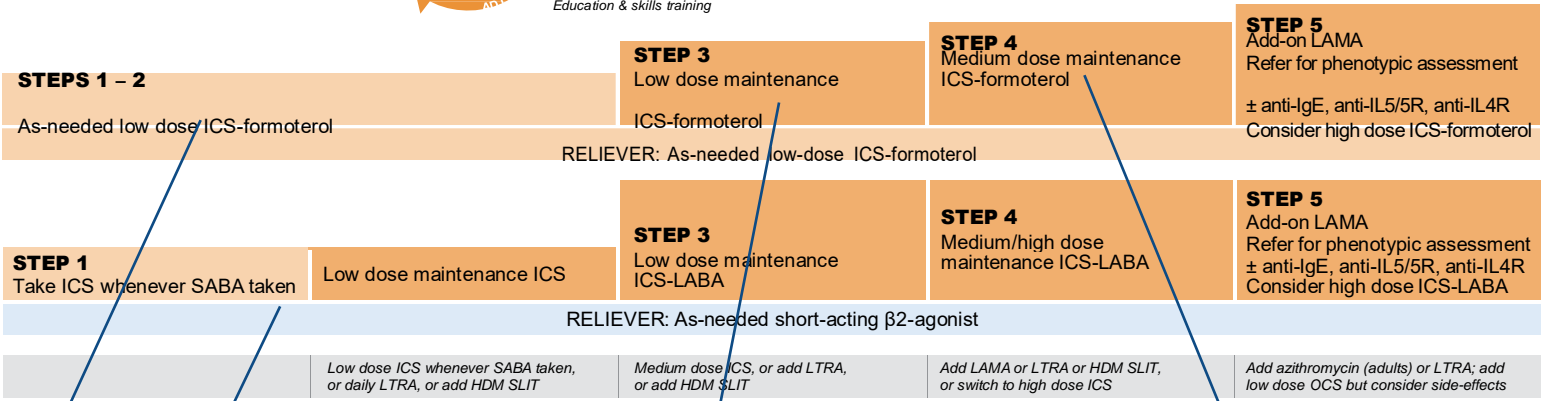 Education & skills training
STEPS 1 – 2
As-needed low dose ICS-formoterol
STEP 3
Low dose maintenance
ICS-formoterol
STEP 4
Medium dose maintenance
ICS-formoterol
STEP 5
Add-on LAMA
Refer for phenotypic assessment
± anti-IgE, anti-IL5/5R, anti-IL4R
Consider high dose ICS-formoterol
RELIEVER: As-needed low-dose ICS-formoterol
STEP 1
Take ICS whenever SABA taken
Low dose maintenance ICS
STEP 3
Low dose maintenance
ICS-LABA
STEP 4
Medium/high dose
maintenance ICS-LABA
STEP 5
Add-on LAMA
Refer for phenotypic assessment
± anti-IgE, anti-IL5/5R, anti-IL4R
Consider high dose ICS-LABA
RELIEVER: As-needed short-acting β2-agonist
Low dose ICS whenever SABA taken,
or daily LTRA, or add HDM SLIT
Medium dose ICS, or add LTRA,
or add HDM SLIT
Add LAMA or LTRA or HDM SLIT,
or switch to high dose ICS
Add azithromycin (adults) or LTRA; add
low dose OCS but consider side-effects